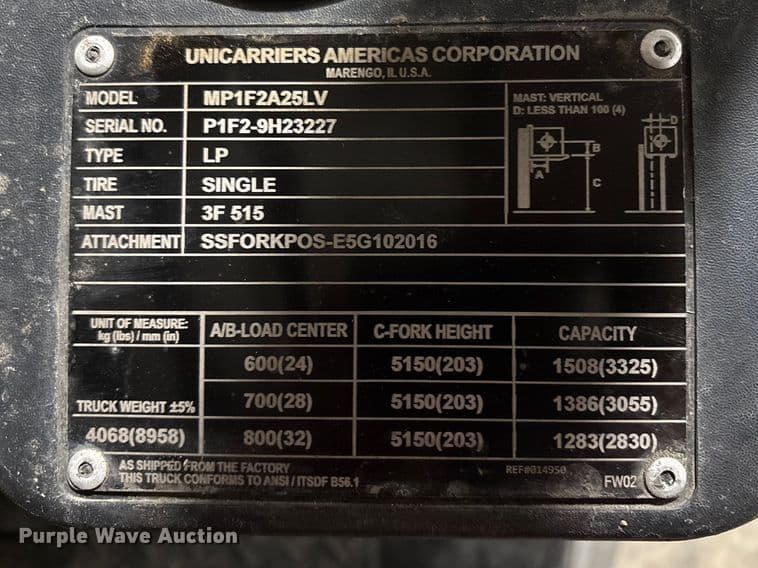 UNICARRIERS AMERICAS CORPORATION
MARENGO, IL U.S.A.
MODEL MP1F2A25LV
SERIAL NO. P1F2-9H23227
TYPE LP
TIRE SINGLE
MAST 3F 515
ATTACHMENT SSFORKPOS-E5G102016
MAST: VERTICAL
D: LESS THAN 100 (4)
D
B
A
C
UNIT OF MEASURE:
kg (lbs) / mm (in)
A/B-LOAD CENTER C-FORK HEIGHT CAPACITY
600(24) 5150(203) 1508(3325)
TRUCK WEIGHT ±5% 700(28) 5150(203) 1386(3055)
4068(8958) 800(32) 5150(203) 1283(2830)
AS SHIPPED FROM THE FACTORY
THIS TRUCK CONFORMS TO ANSI / ITSDF B56.1
REF#014950
FW02
Purple Wave Auction